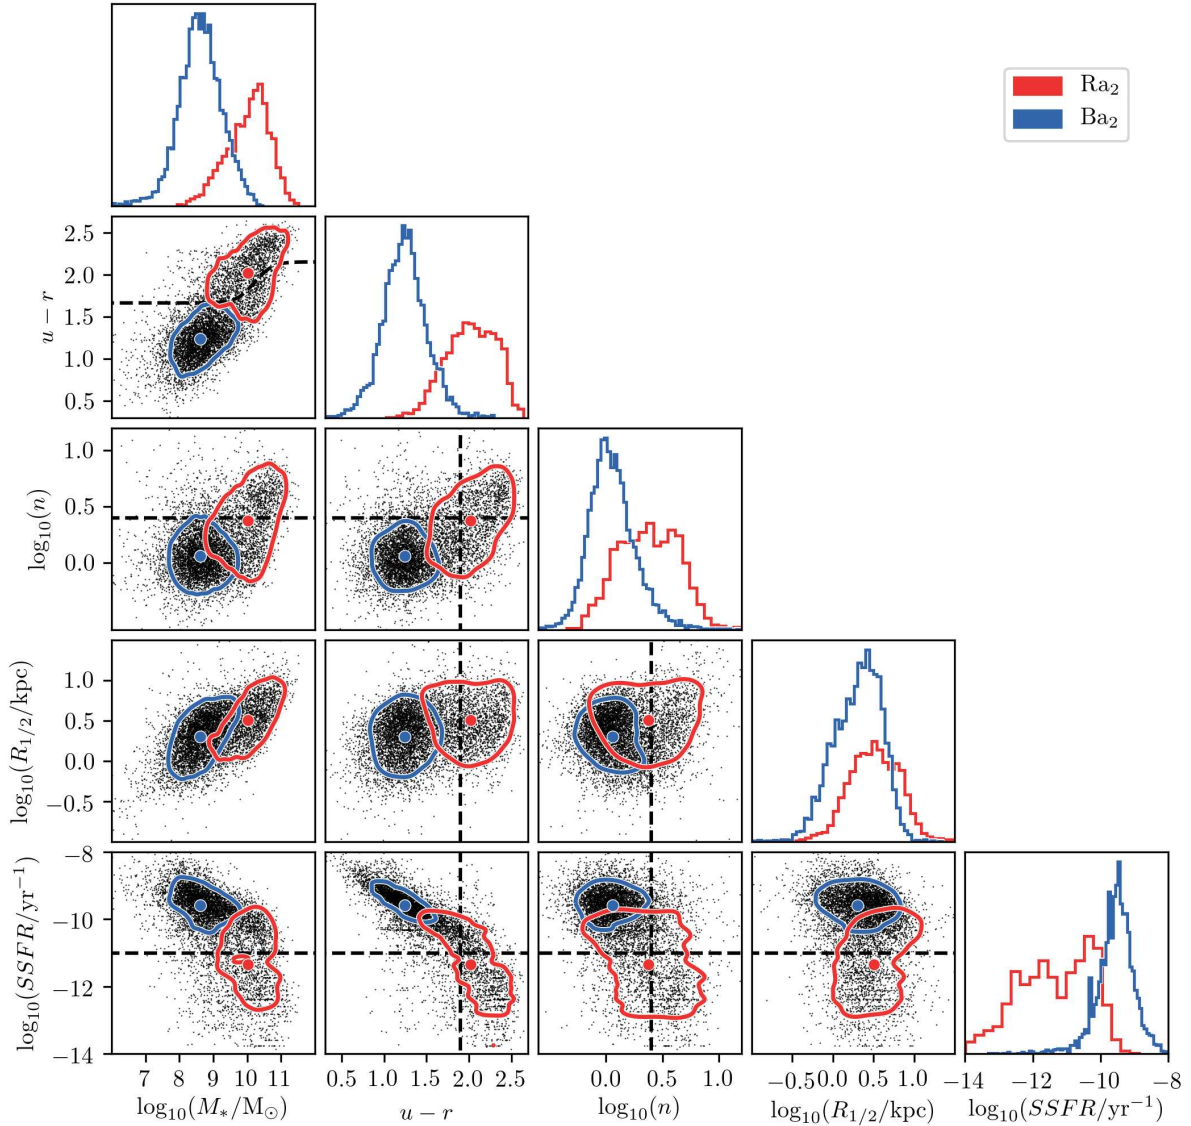 Ra₂
Ba₂
u − r
2.5
2.0
1.5
1.0
0.5
log₁₀(n)
1.0
0.5
0.0
log₁₀(R₁/₂/kpc)
1.0
0.5
0.0
−0.5
log₁₀(SSFR/yr⁻¹)
−8
−10
−12
−14
7 8 9 10 11
0.5 1.0 1.5 2.0 2.5
0.0 0.5 1.0
−0.5 0.0 0.5 1.0
−14 −12 −10 −8
log₁₀(M∗/M⊙)
u − r
log₁₀(n)
log₁₀(R₁/₂/kpc)
log₁₀(SSFR/yr⁻¹)